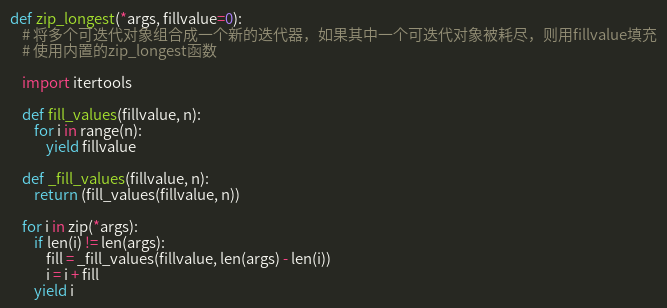 def zip_longest(*args, fillvalue=0):
# 将多个可迭代对象组合成一个新的迭代器，如果其中一个可迭代对象被耗尽，则用fillvalue填充
# 使用内置的zip_longest函数
import itertools
def fill_values(fillvalue, n):
for i in range(n):
yield fillvalue
def _fill_values(fillvalue, n):
return (fill_values(fillvalue, n))
for i in zip(*args):
if len(i) != len(args):
fill = _fill_values(fillvalue, len(args) - len(i))
i = i + fill
yield i